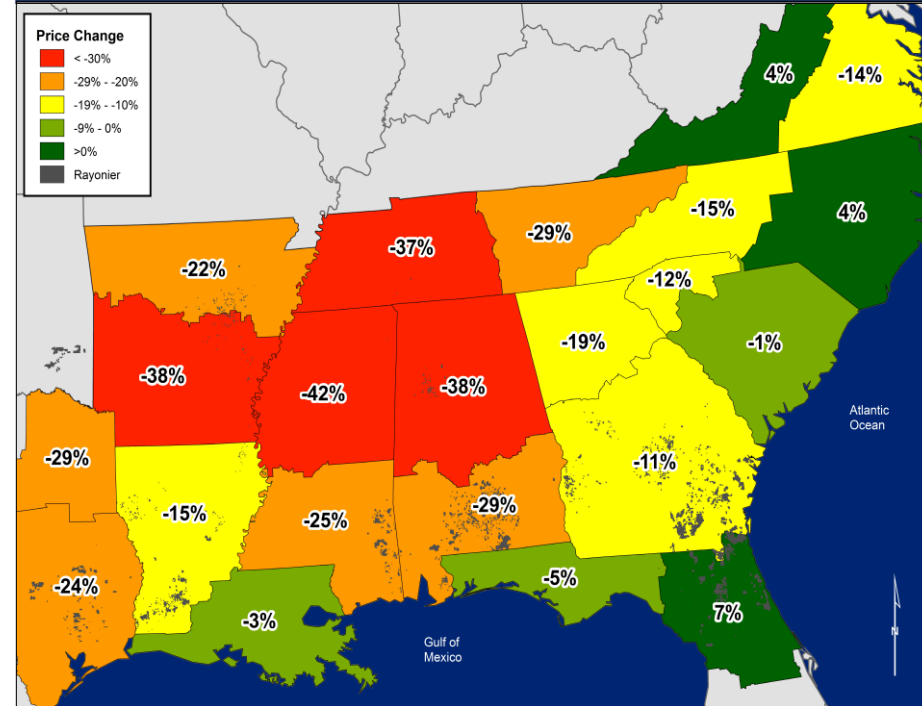 Price Change
< -30%
-29% - -20%
-19% - -10%
-9% - 0%
>0%
Rayonier
4%
-14%
-15%
4%
-29%
-37%
-22%
-12%
-1%
-19%
-38%
-42%
-38%
Atlantic
Ocean
-29%
-11%
-15%
-25%
-29%
-24%
-5%
7%
-3%
Gulf of
Mexico
N